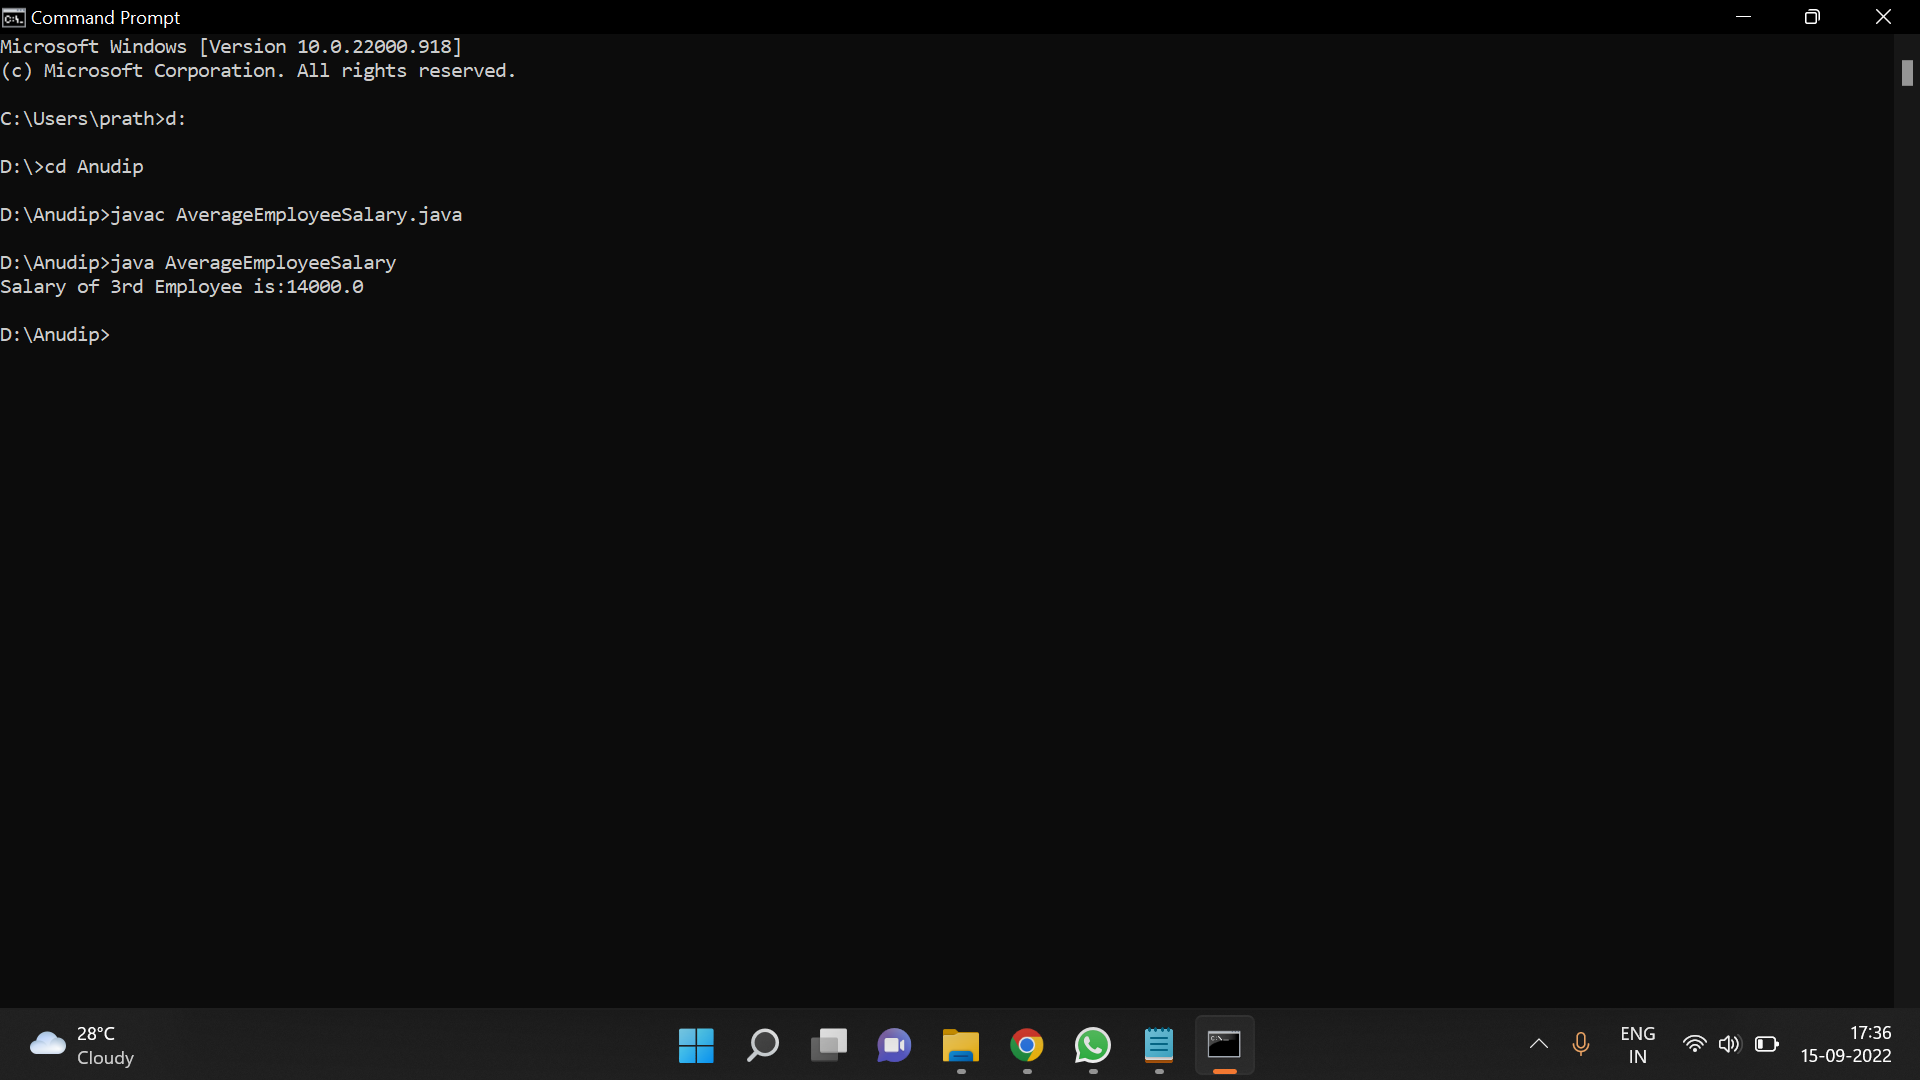 Command Prompt
Microsoft Windows [Version 10.0.22000.918]
(c) Microsoft Corporation. All rights reserved.
C:\Users\prath>d:
D:\>cd Anudip
D:\Anudip>javac AverageEmployeeSalary.java
D:\Anudip>java AverageEmployeeSalary
Salary of 3rd Employee is:14000.0
D:\Anudip>
28°C
Cloudy
ENG
IN
17:36
15-09-2022